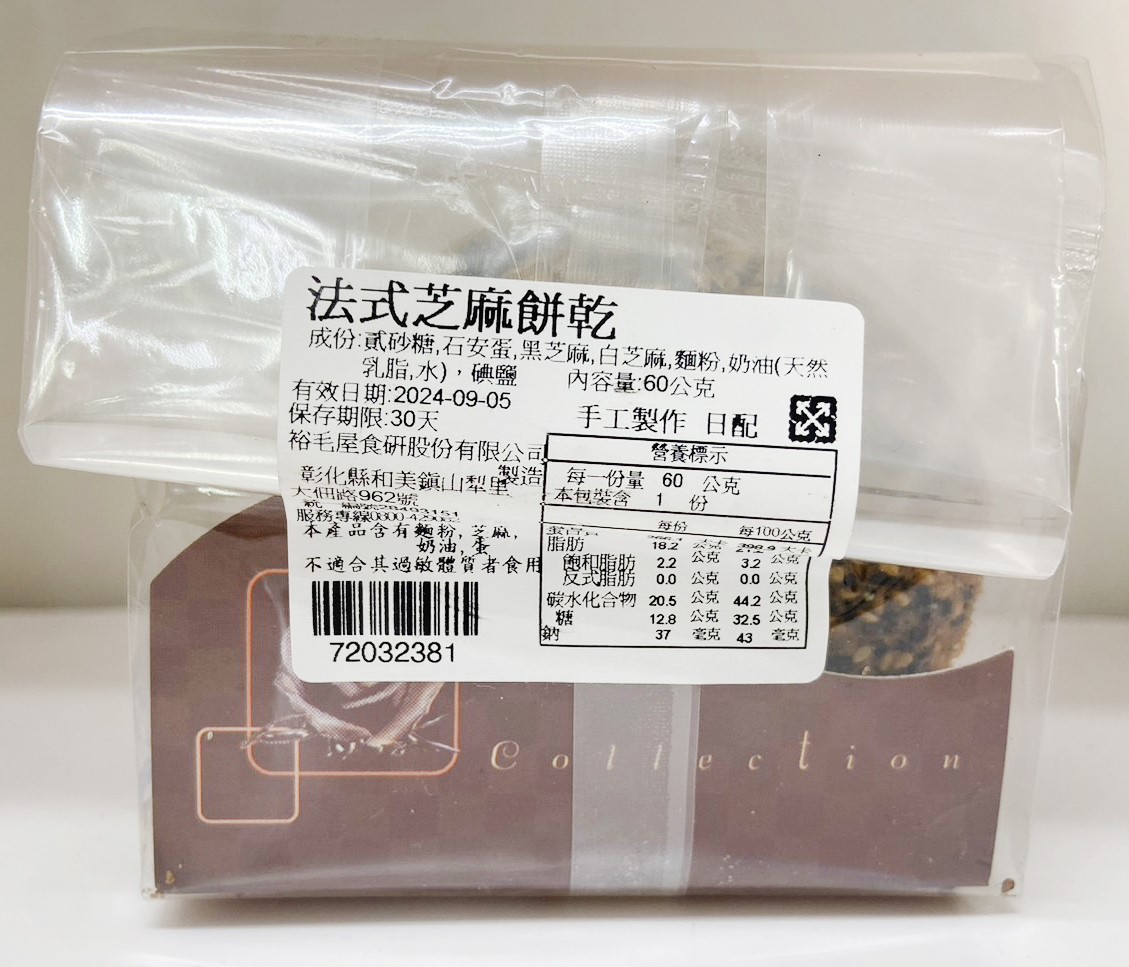 法式芝麻餅乾
成份:貳砂糖,石安蛋,黑芝麻,白芝麻,麵粉,奶油(天然
乳脂,水),碘鹽
內容量:60公克
有效日期:2024-09-05
保存期限:30天
手工製作 日配
裕毛屋食研股份有限公司
製造
彰化縣和美鎮山犁里
大佃路962號
服務專線
本產品含有麵粉,芝麻,
奶油,蛋
不適合其過敏體質者食用
72032381
營養標示
每一份量 60 公克
本包裝含 1 份
每份 每100公克
脂肪 18.2 公克
飽和脂肪 2.2 公克 3.2 公克
反式脂肪 0.0 公克 0.0 公克
碳水化合物 20.5 公克 44.2 公克
糖 12.8 公克 32.5 公克
鈉 37 毫克 43 毫克
Collection